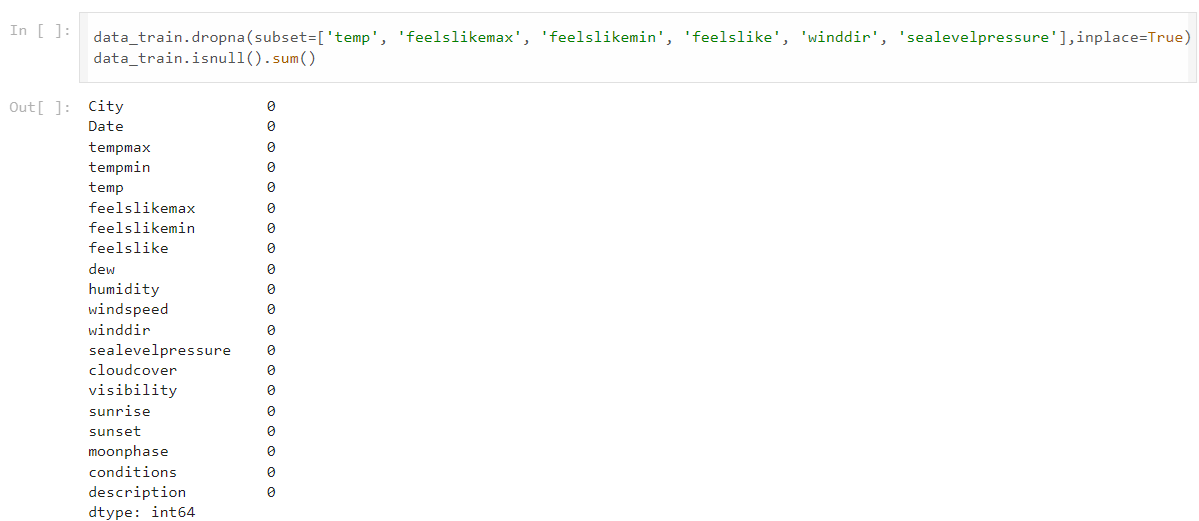 In [ ]: data_train.dropna(subset=['temp', 'feelslikemax', 'feelslikemin', 'feelslike', 'winddir', 'sealevelpressure'],inplace=True)
data_train.isnull().sum()
Out[ ]: City 0
Date 0
tempmax 0
tempmin 0
temp 0
feelslikemax 0
feelslikemin 0
feelslike 0
dew 0
humidity 0
windspeed 0
winddir 0
sealevelpressure 0
cloudcover 0
visibility 0
sunrise 0
sunset 0
moonphase 0
conditions 0
description 0
dtype: int64